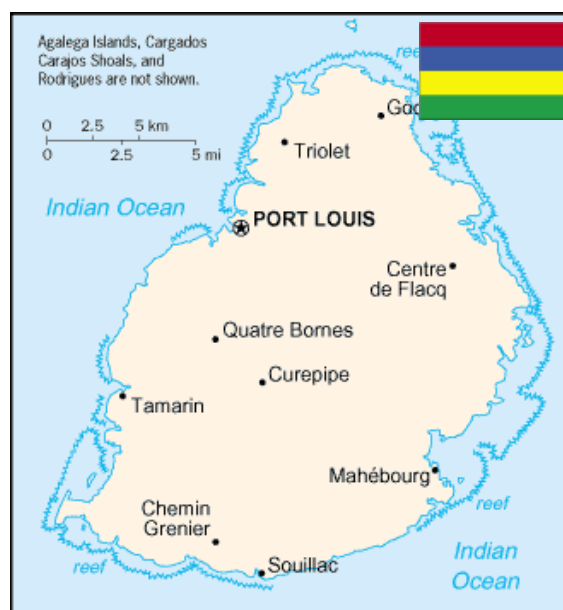 Agalega Islands, Cargados
Carajos Shoals, and
Rodrigues are not shown.
reef
0 2.5 5 km
0 2.5 5 mi
Triolet
Indian Ocean
PORT LOUIS
Centre
de Flacq
Quatre Bornes
Curepipe
Tamarin
Mahébourg
Chemin
Grenier
reef
reef
Souillac
Indian
Ocean